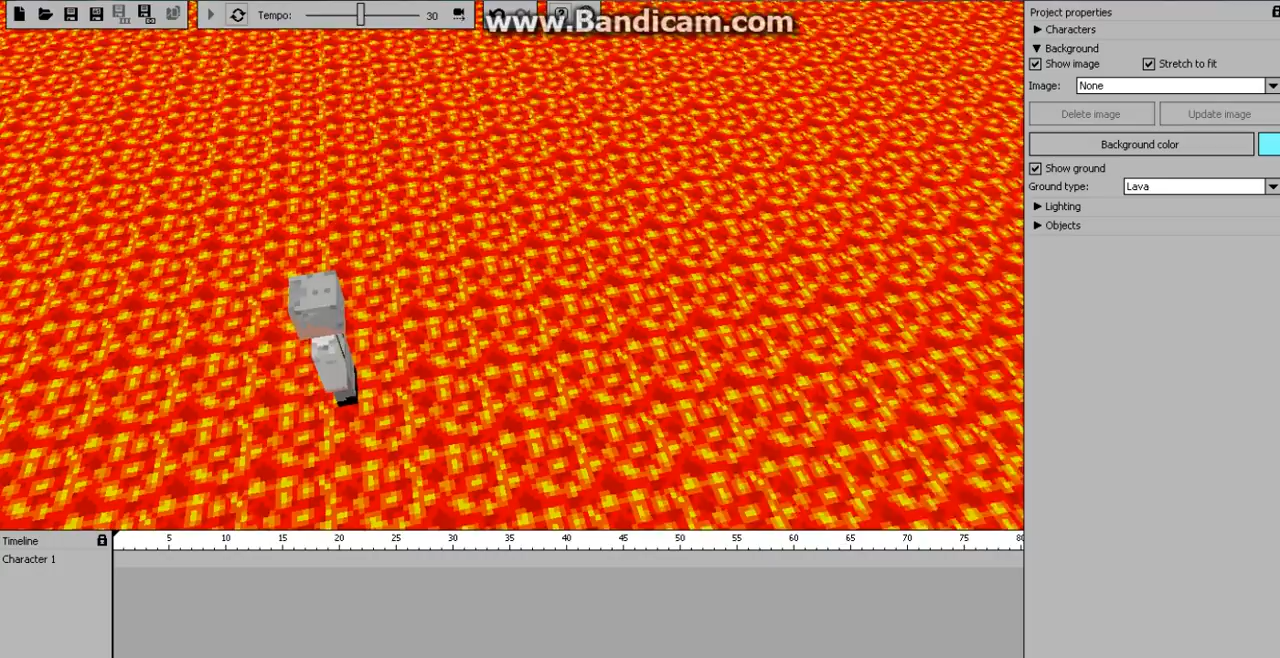 Tempo:
30
www.Bandicam.com
Project properties
Characters
Background
Show image
Stretch to fit
Image:
None
Delete image
Update image
Background color
Show ground
Ground type:
Lava
Lighting
Objects
Timeline
5 10 15 20 25 30 35 40 45 50 55 60 65 70 75 80
Character 1